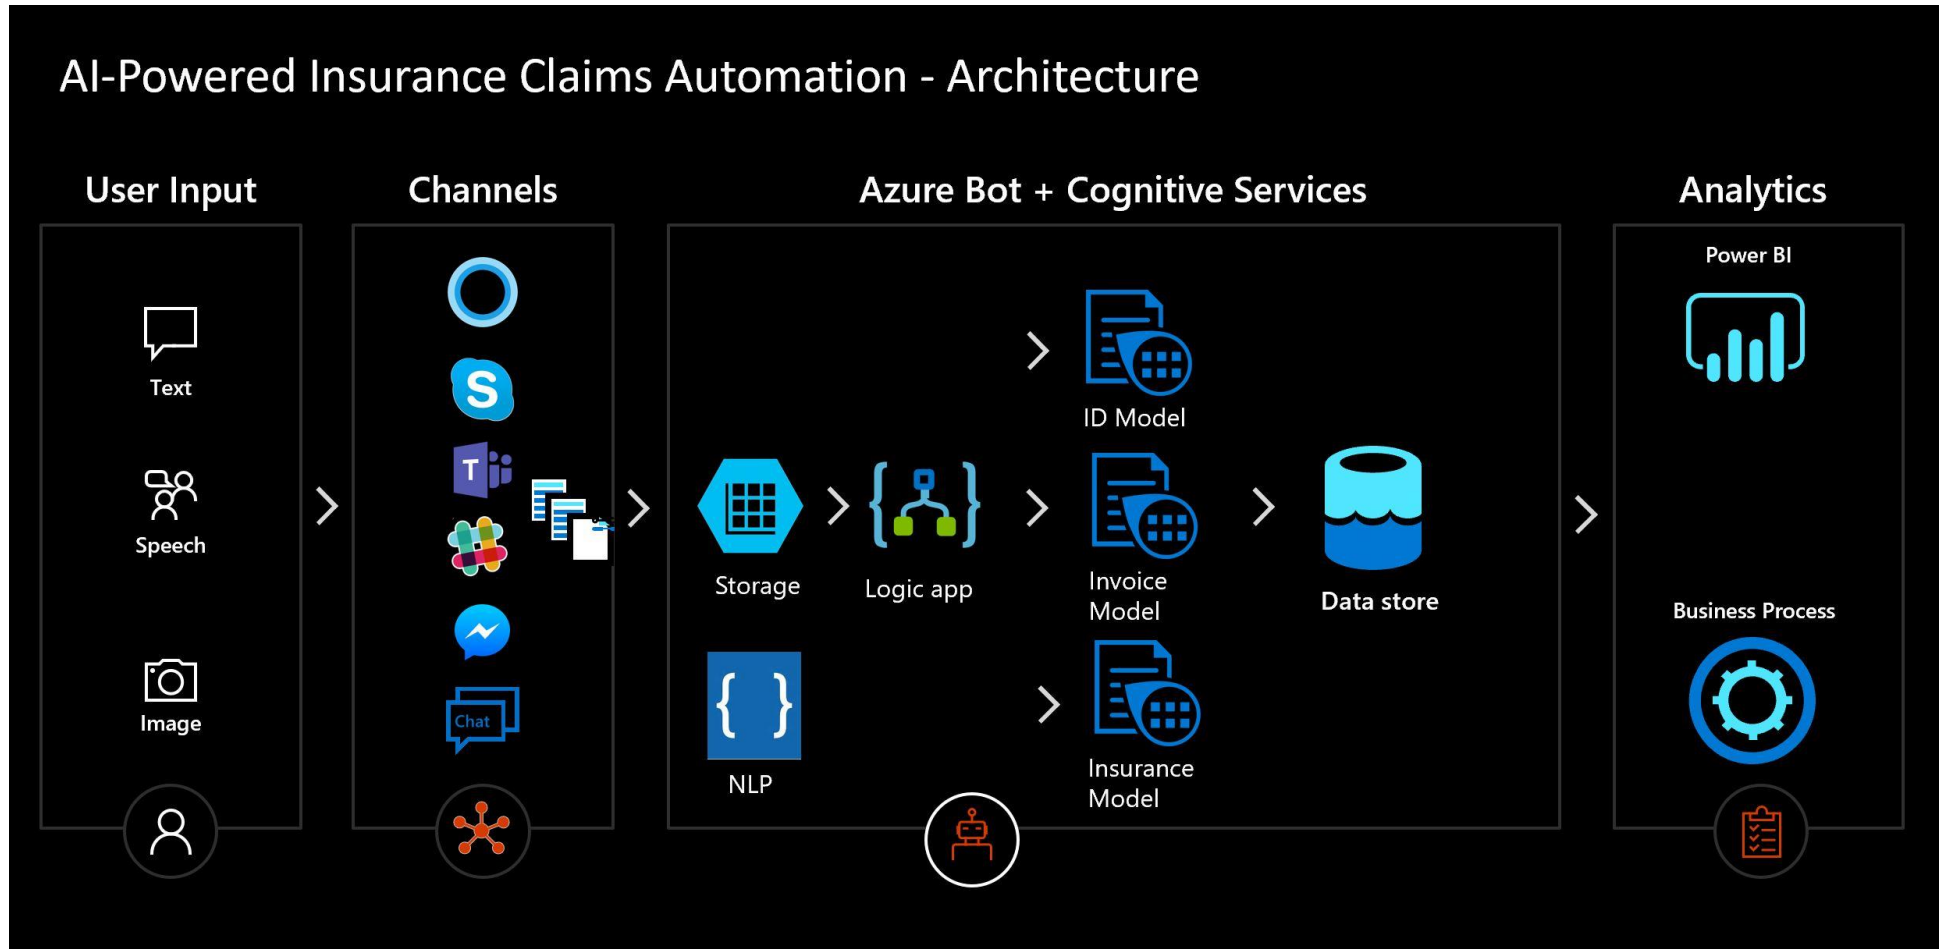 AI-Powered Insurance Claims Automation - Architecture
User Input
Text
Speech
Image
Channels
S
T
Chat
Azure Bot + Cognitive Services
Storage
Logic app
{ }
NLP
ID Model
Invoice
Model
Insurance
Model
Data store
Analytics
Power BI
Business Process